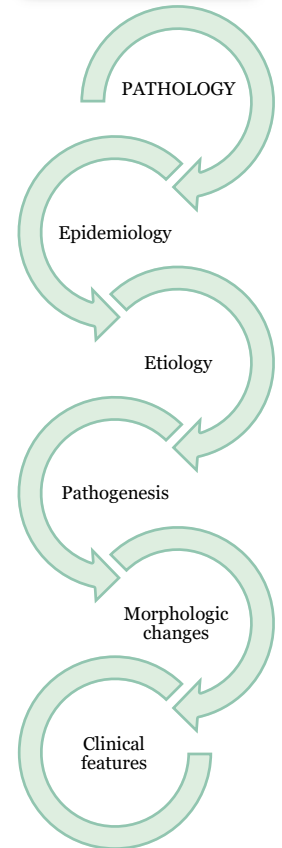 PATHOLOGY
Epidemiology
Etiology
Pathogenesis
Morphologic
changes
Clinical
features